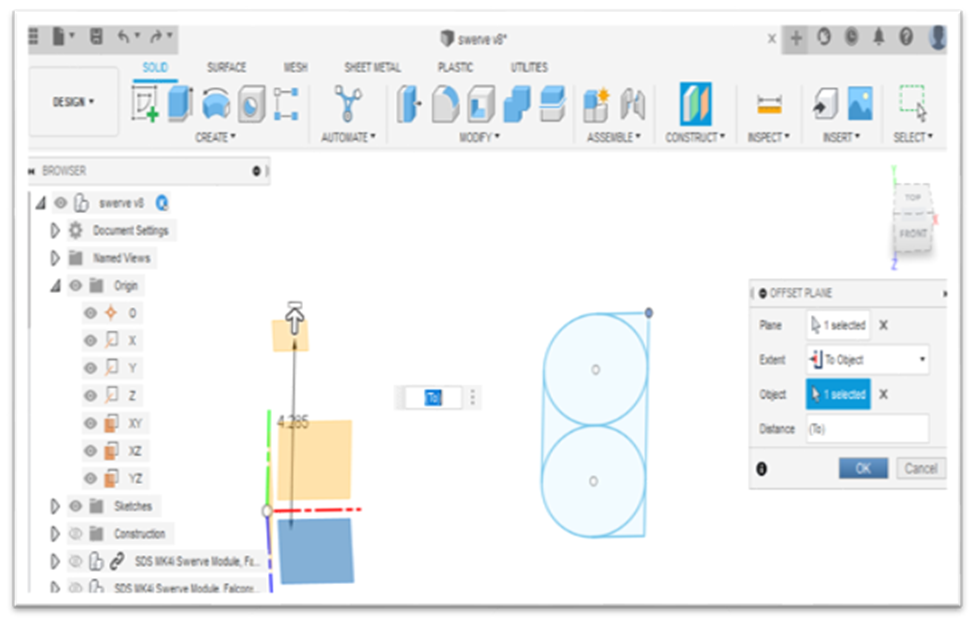 swerve v8*
SOLID SURFACE MESH SHEET METAL PLASTIC UTILITIES
DESIGN
CREATE AUTOMATE MODIFY ASSEMBLE CONSTRUCT INSPECT INSERT SELECT
BROWSER
swerve v8
Document Settings
Named Views
Origin
O
X
Y
Z
XY
XZ
YZ
Sketches
Construction
SDS MK4i Swerve Module, Fa...
SDS MK4i Swerve Module, Falcon...
4.285
(To)
TOP
FRONT
X
Z
OFFSET PLANE
Plane 1 selected
Extent To Object
Object 1 selected
Distance (To)
OK Cancel